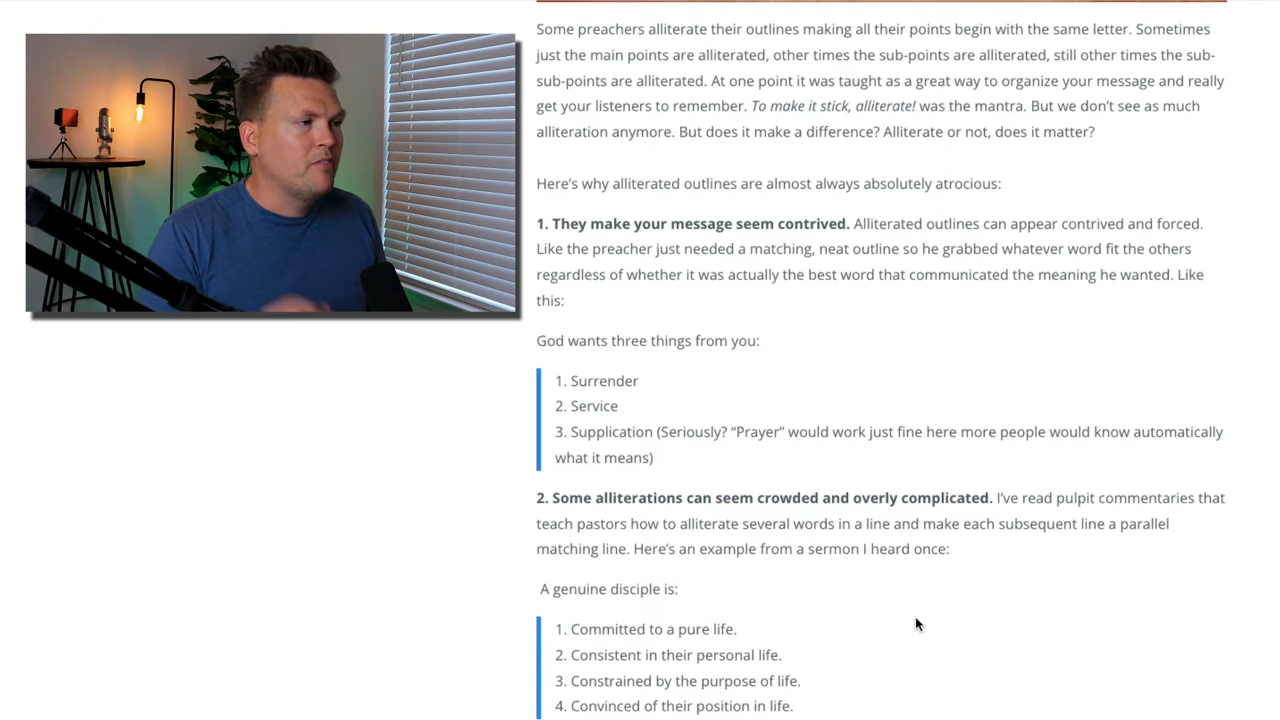 Some preachers alliterate their outlines making all their points begin with the same letter. Sometimes
just the main points are alliterated, other times the sub-points are alliterated, still other times the sub-
sub-points are alliterated. At one point it was taught as a great way to organize your message and really
get your listeners to remember. To make it stick, alliterate! was the mantra. But we don’t see as much
alliteration anymore. But does it make a difference? Alliterate or not, does it matter?
Here’s why alliterated outlines are almost always absolutely atrocious:
1. They make your message seem contrived. Alliterated outlines can appear contrived and forced.
Like the preacher just needed a matching, neat outline so he grabbed whatever word fit the others
regardless of whether it was actually the best word that communicated the meaning he wanted. Like
this:
God wants three things from you:
1. Surrender
2. Service
3. Supplication (Seriously? “Prayer” would work just fine here more people would know automatically
what it means)
2. Some alliterations can seem crowded and overly complicated. I’ve read pulpit commentaries that
teach pastors how to alliterate several words in a line and make each subsequent line a parallel
matching line. Here’s an example from a sermon I heard once:
A genuine disciple is:
1. Committed to a pure life.
2. Consistent in their personal life.
3. Constrained by the purpose of life.
4. Convinced of their position in life.